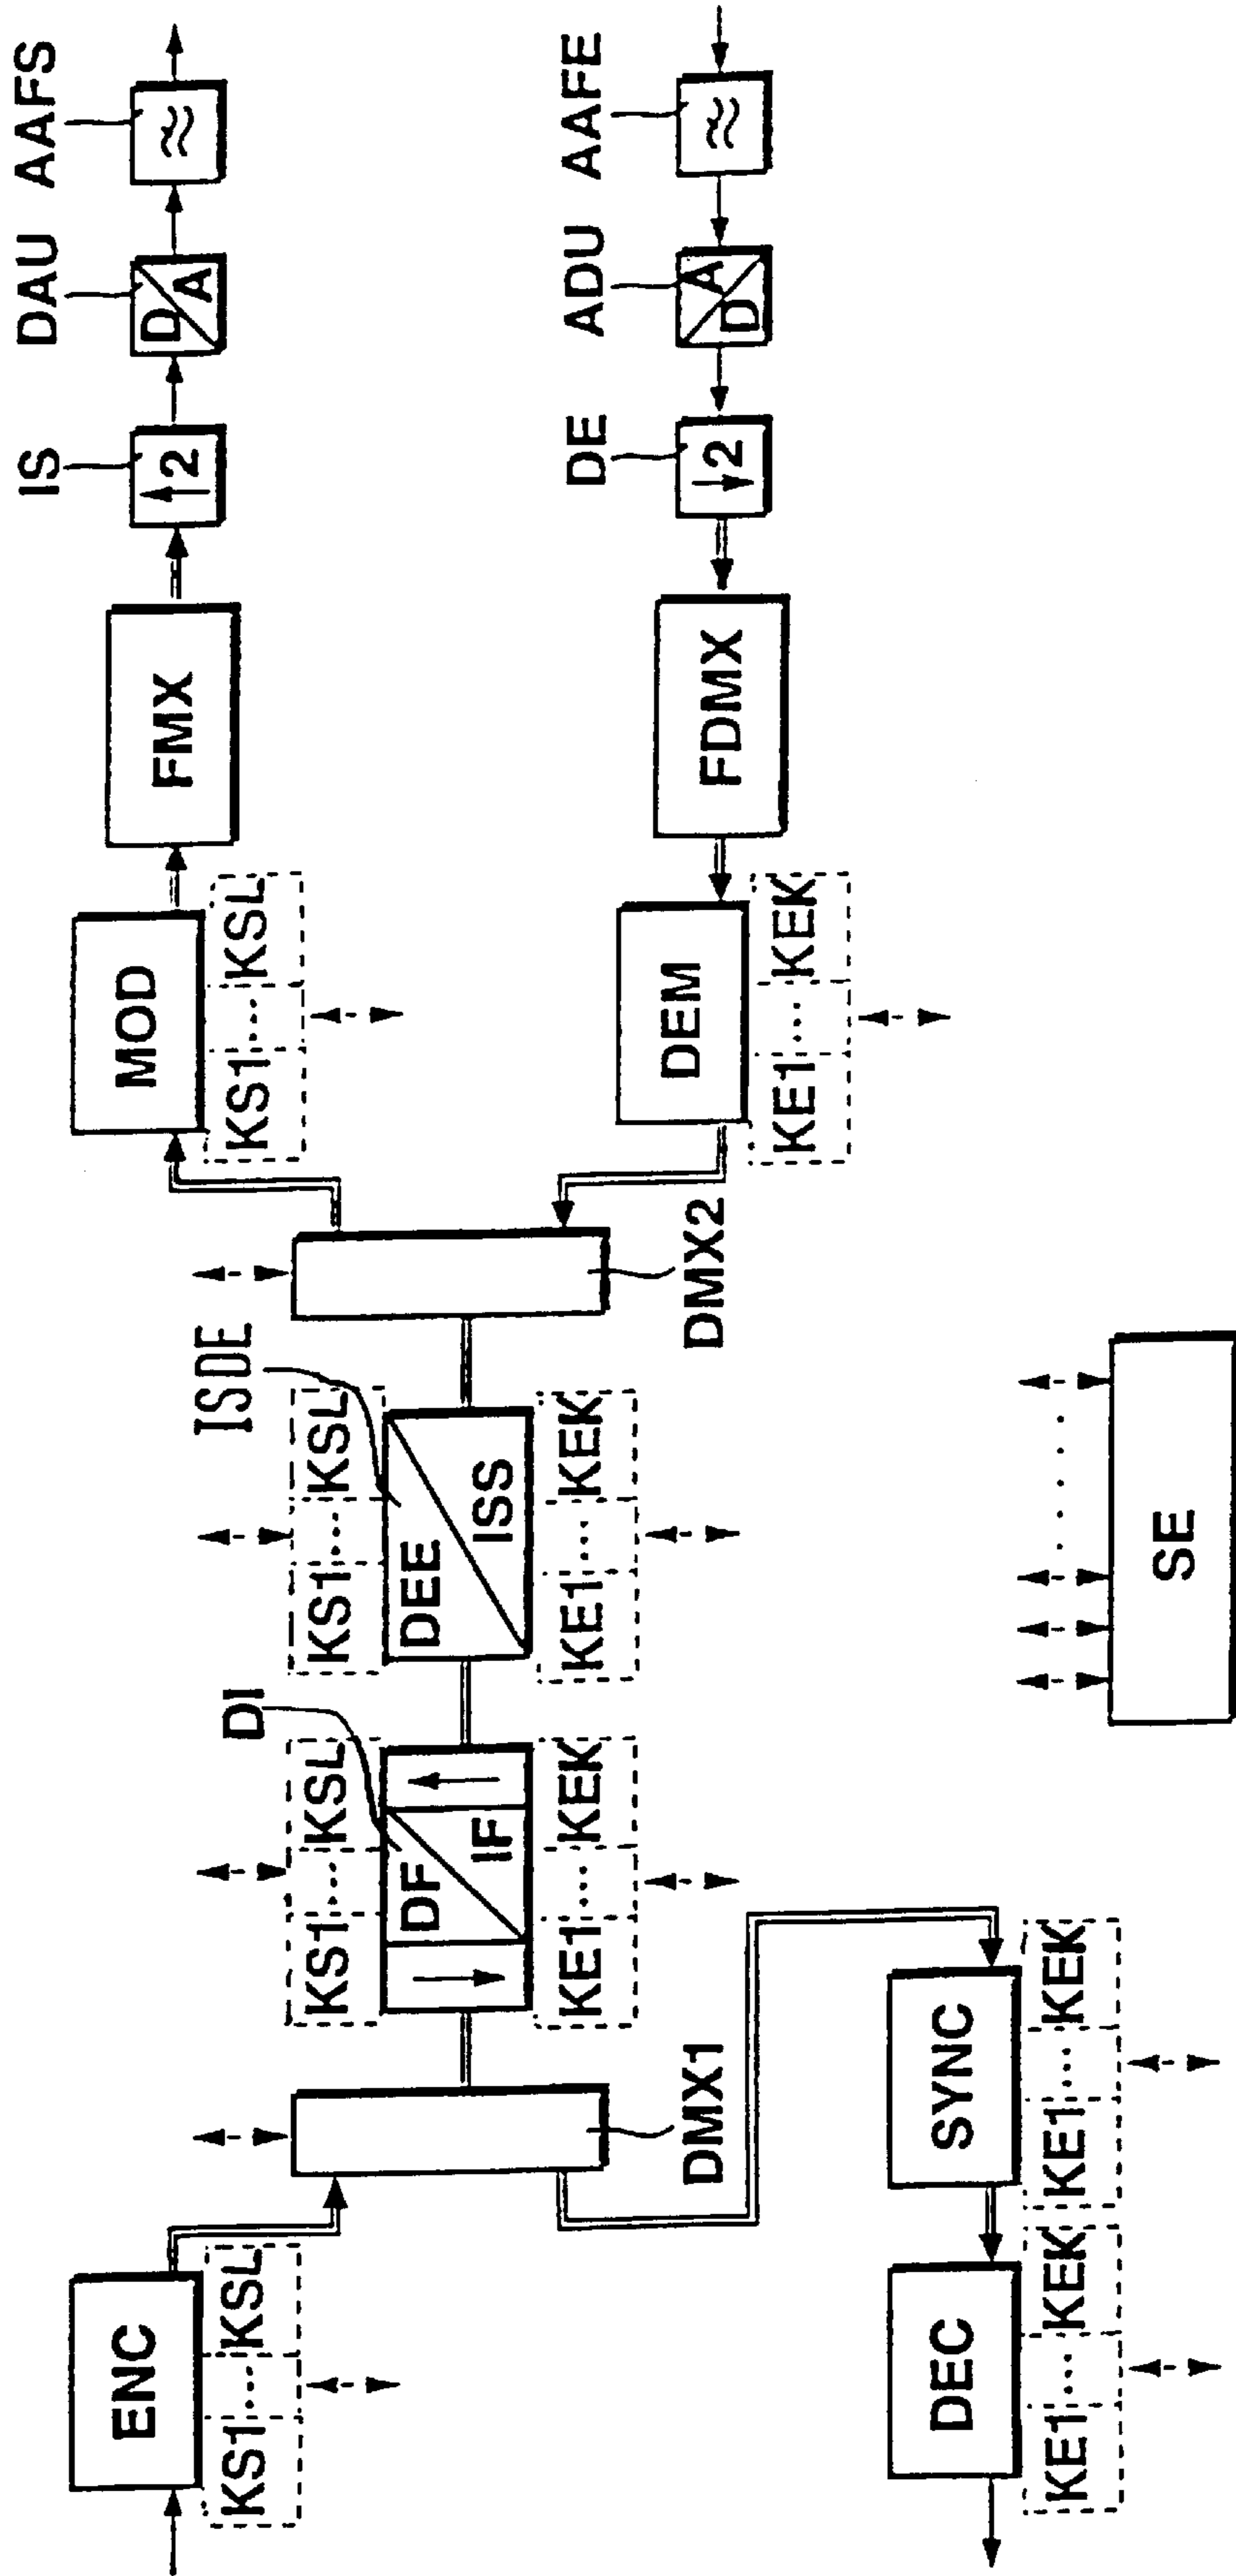 IS DAU AAFS
2 D A
MOD FMX
KS1 ... KSL
ENC
KS1 ... KSL
DI
ISDE
KS1 ... KSL
KS1 ... KSL
DF IF
DEE ISS
KE1 ... KEK
KE1 ... KEK
DMX1
DMX2
DE ADU AAFE
2 A D
DEM FDMX
KE1 ... KEK
DEC SYNC
KE1 ... KEK
KE1 ... KEK
SE